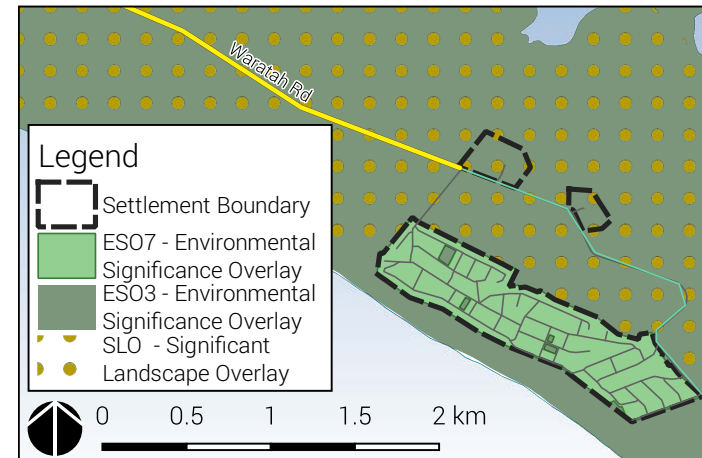 Waratah Rd
Legend
Settlement Boundary
ESO7 - Environmental
Significance Overlay
ESO3 - Environmental
Significance Overlay
SLO - Significant
Landscape Overlay
0 0.5 1 1.5 2 km